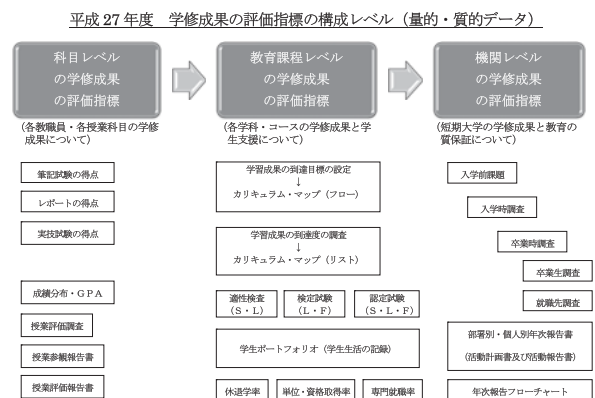 平成27年度　学修成果の評価指標の構成レベル（量的・質的データ）
科目レベル
の学修成果
の評価指標
教育課程レベル
の学修成果
の評価指標
機関レベル
の学修成果
の評価指標
（各教職員・各授業科目の学修
成果について）
（各学科・コースの学修成果と学
生支援について）
（短期大学の学修成果と教育の
質保証について）
筆記試験の得点
レポートの得点
実技試験の得点
成績分布・ＧＰＡ
授業評価調査
授業参観報告書
授業評価報告書
学習成果の到達目標の設定
↓
カリキュラム・マップ（フロー）
学習成果の到達度の調査
↓
カリキュラム・マップ（リスト）
適性検査
（Ｓ・Ｌ）
検定試験
（Ｌ・Ｆ）
認定試験
（Ｓ・Ｌ・Ｆ）
学生ポートフォリオ（学生生活の記録）
休退学率
単位・資格取得率
専門就職率
入学前課題
入学時調査
卒業時調査
卒業生調査
就職先調査
部署別・個人別年次報告書
（活動計画書及び活動報告書）
年次報告フローチャート